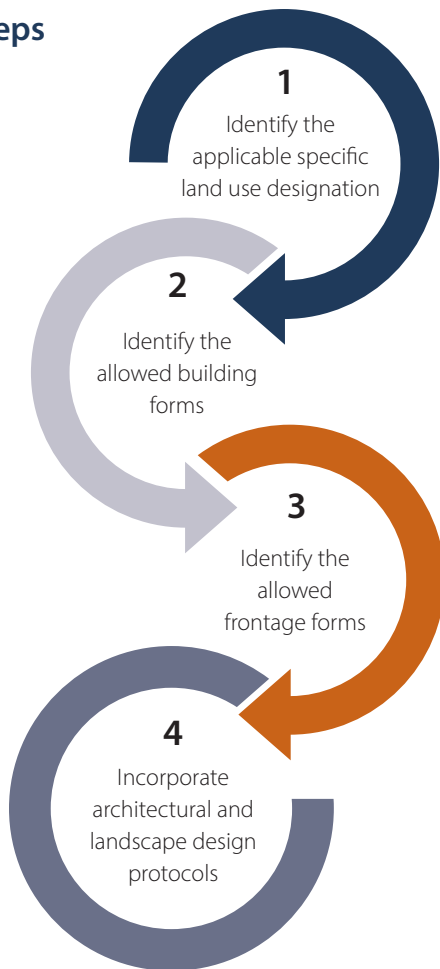 eps
1
Identify the
applicable specific
land use designation
2
Identify the
allowed building
forms
3
Identify the
allowed
frontage forms
4
Incorporate
architectural and
landscape design
protocols